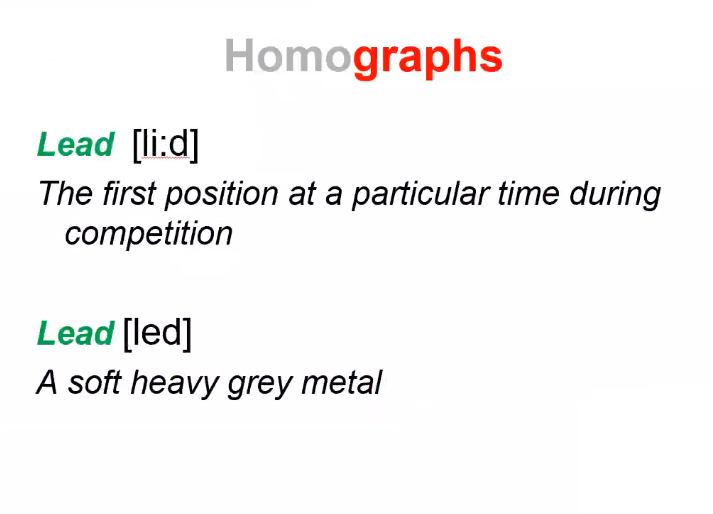 Homographs
Lead [li:d]
The first position at a particular time during
competition
Lead [led]
A soft heavy grey metal